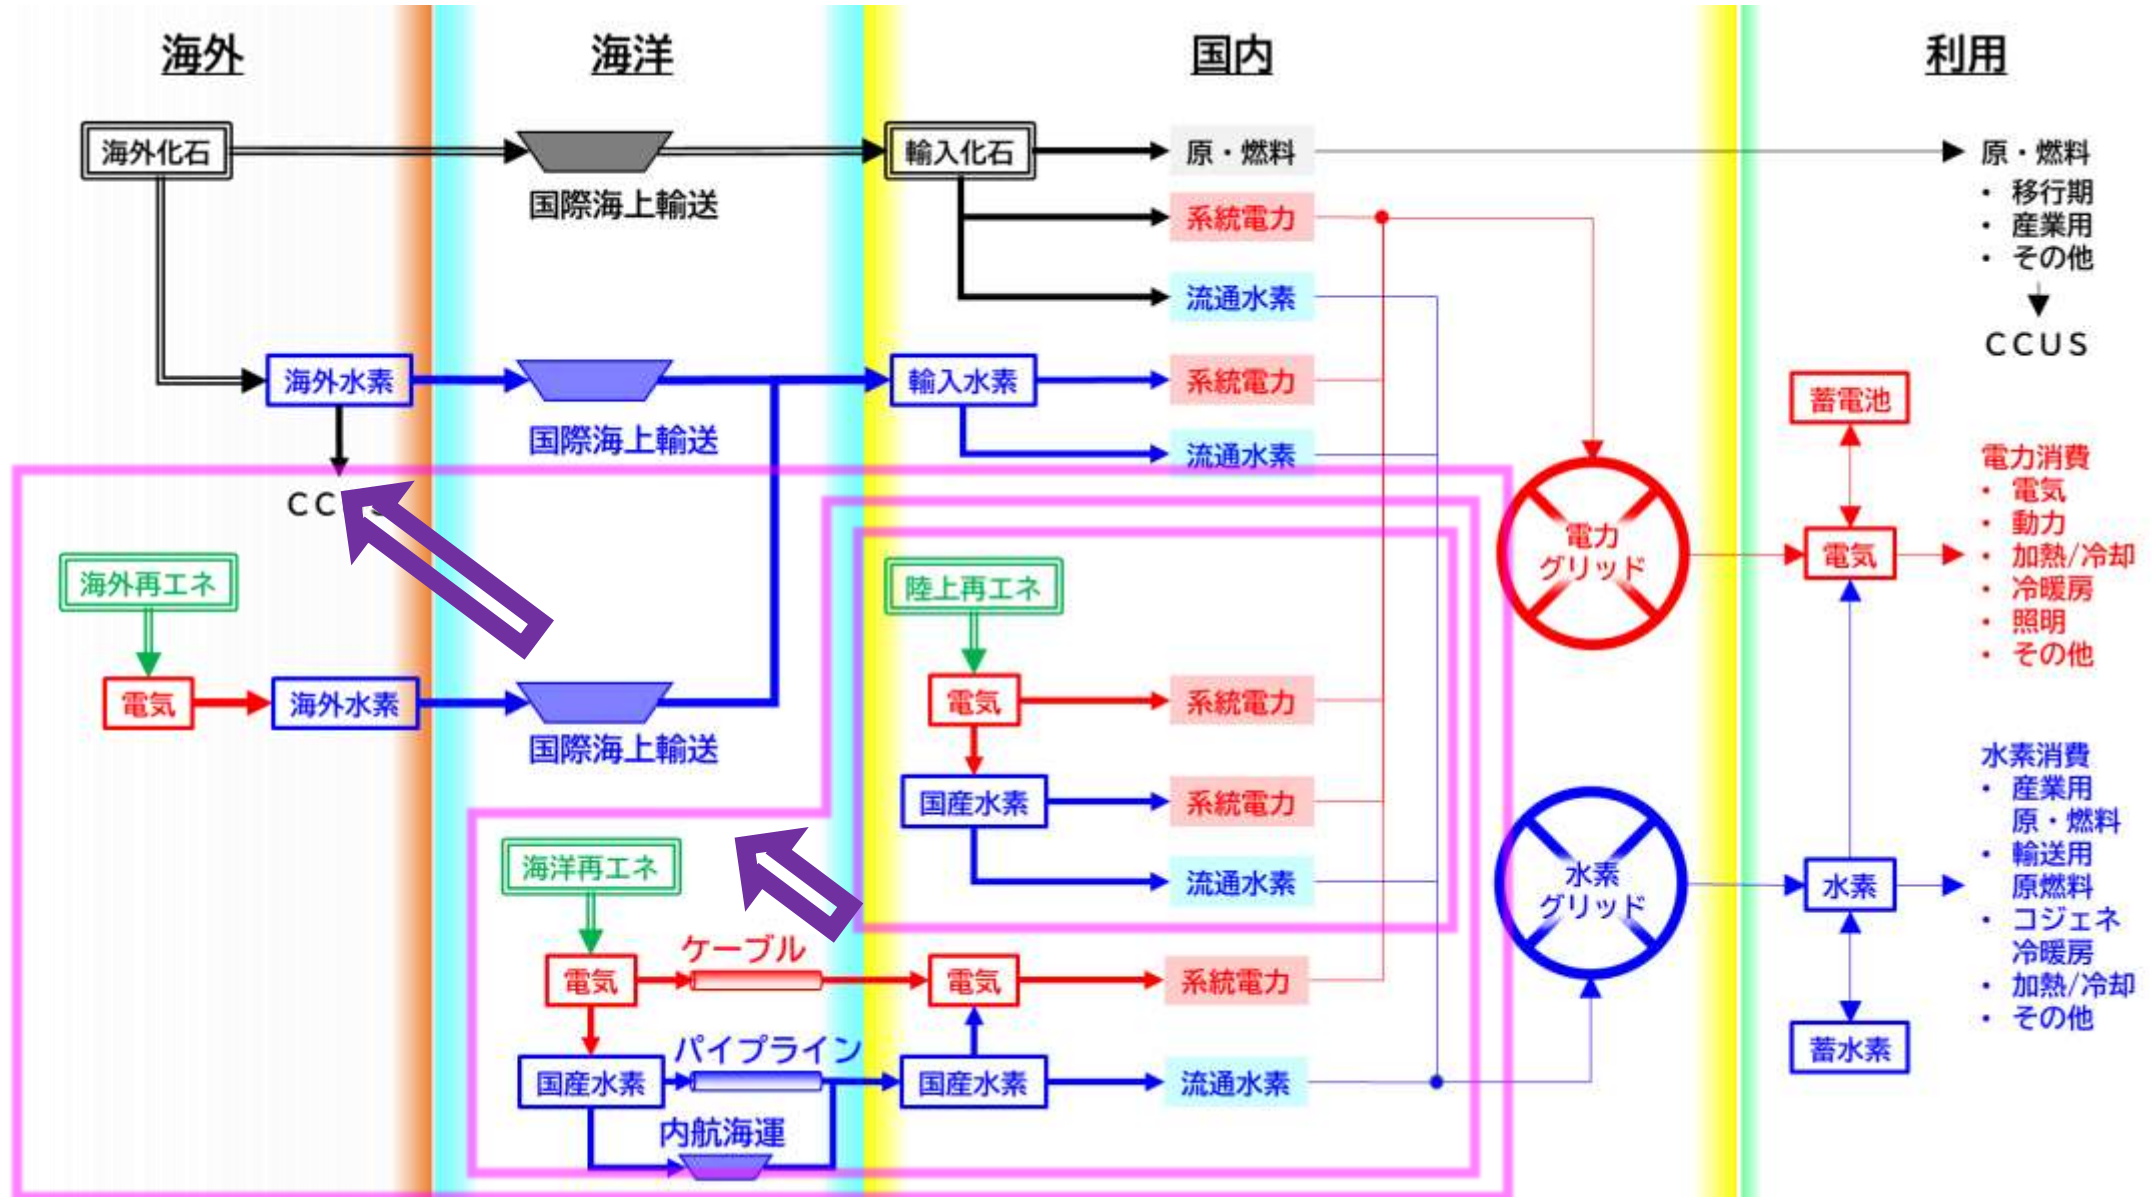 海外
海洋
国内
利用
海外化石
国際海上輸送
輸入化石
原・燃料
系統電力
流通水素
原・燃料
・ 移行期
・ 産業用
・ その他
CCUS
海外水素
国際海上輸送
輸入水素
系統電力
流通水素
CC
海外再エネ
電気
海外水素
国際海上輸送
陸上再エネ
電気
系統電力
国産水素
系統電力
流通水素
海洋再エネ
電気
ケーブル
電気
系統電力
国産水素
パイプライン
内航海運
国産水素
流通水素
電力
グリッド
水素
グリッド
蓄電池
電気
水素
蓄水素
電力消費
・ 電気
・ 動力
・ 加熱/冷却
・ 冷暖房
・ 照明
・ その他
水素消費
・ 産業用
原・燃料
・ 輸送用
原燃料
・ コジェネ
冷暖房
・ 加熱/冷却
・ その他